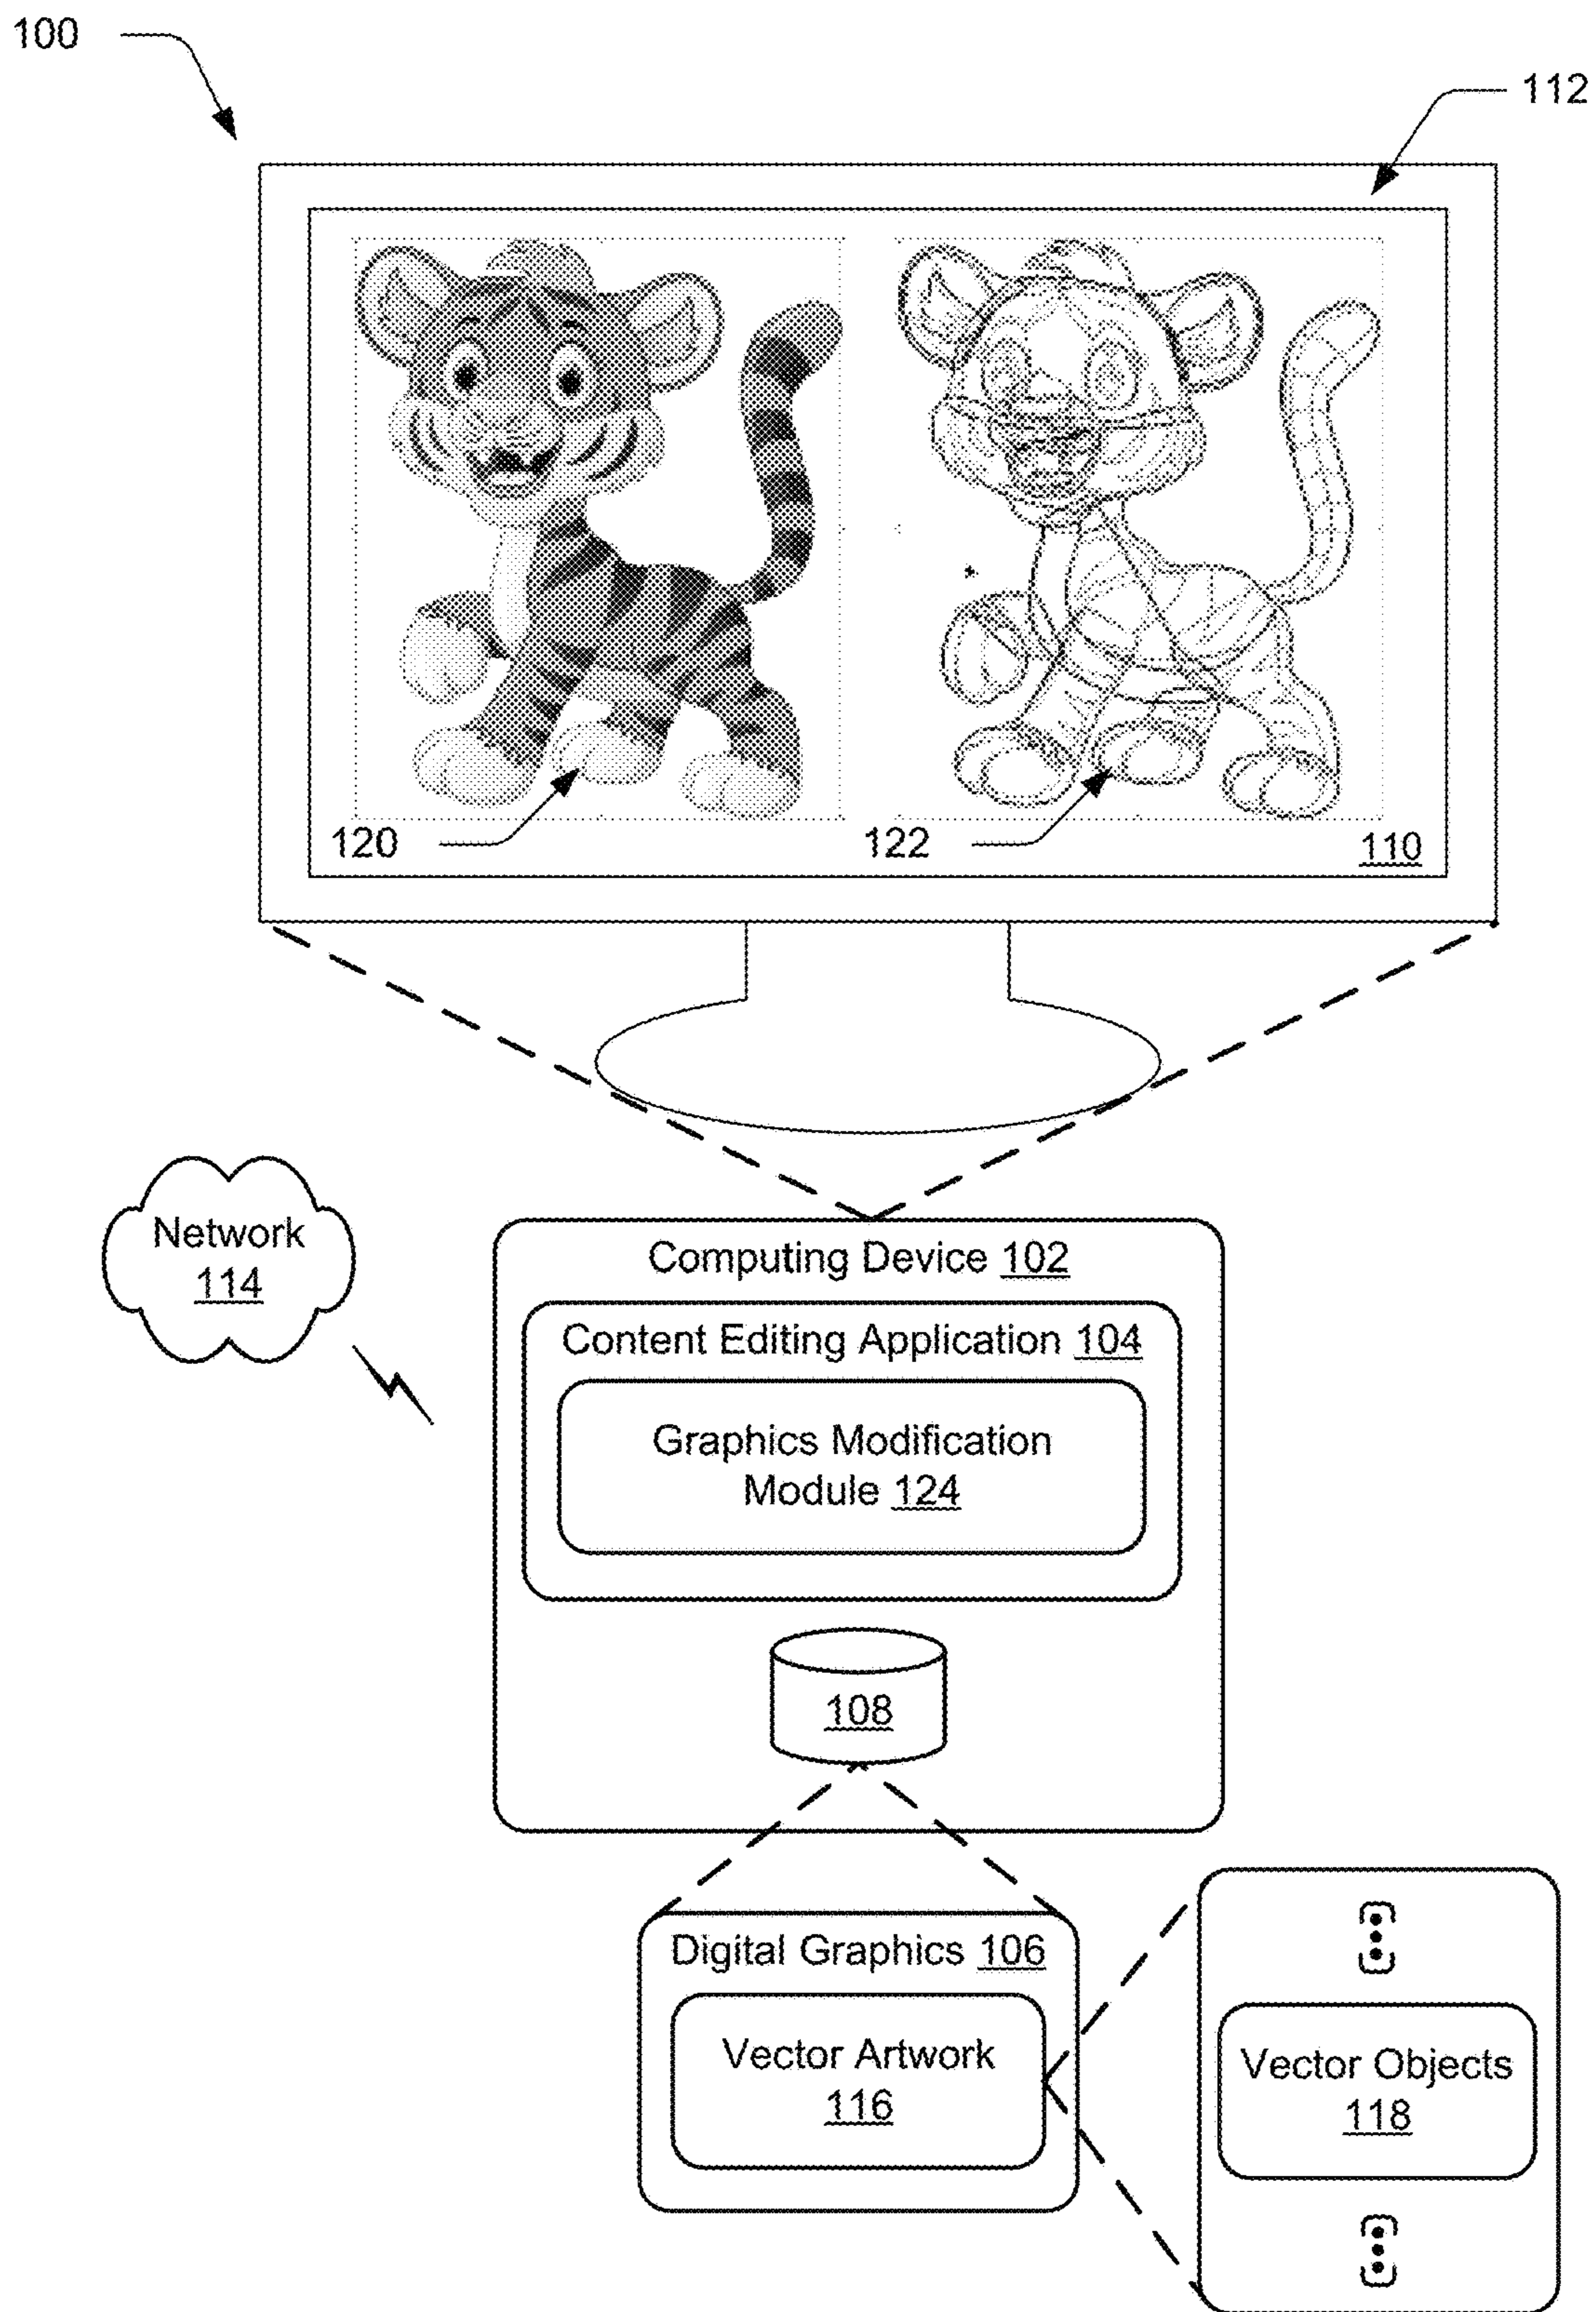 100
112
120
122
110
Network
114
Computing Device 102
Content Editing Application 104
Graphics Modification
Module 124
108
Digital Graphics 106
Vector Artwork
116
Vector Objects
118